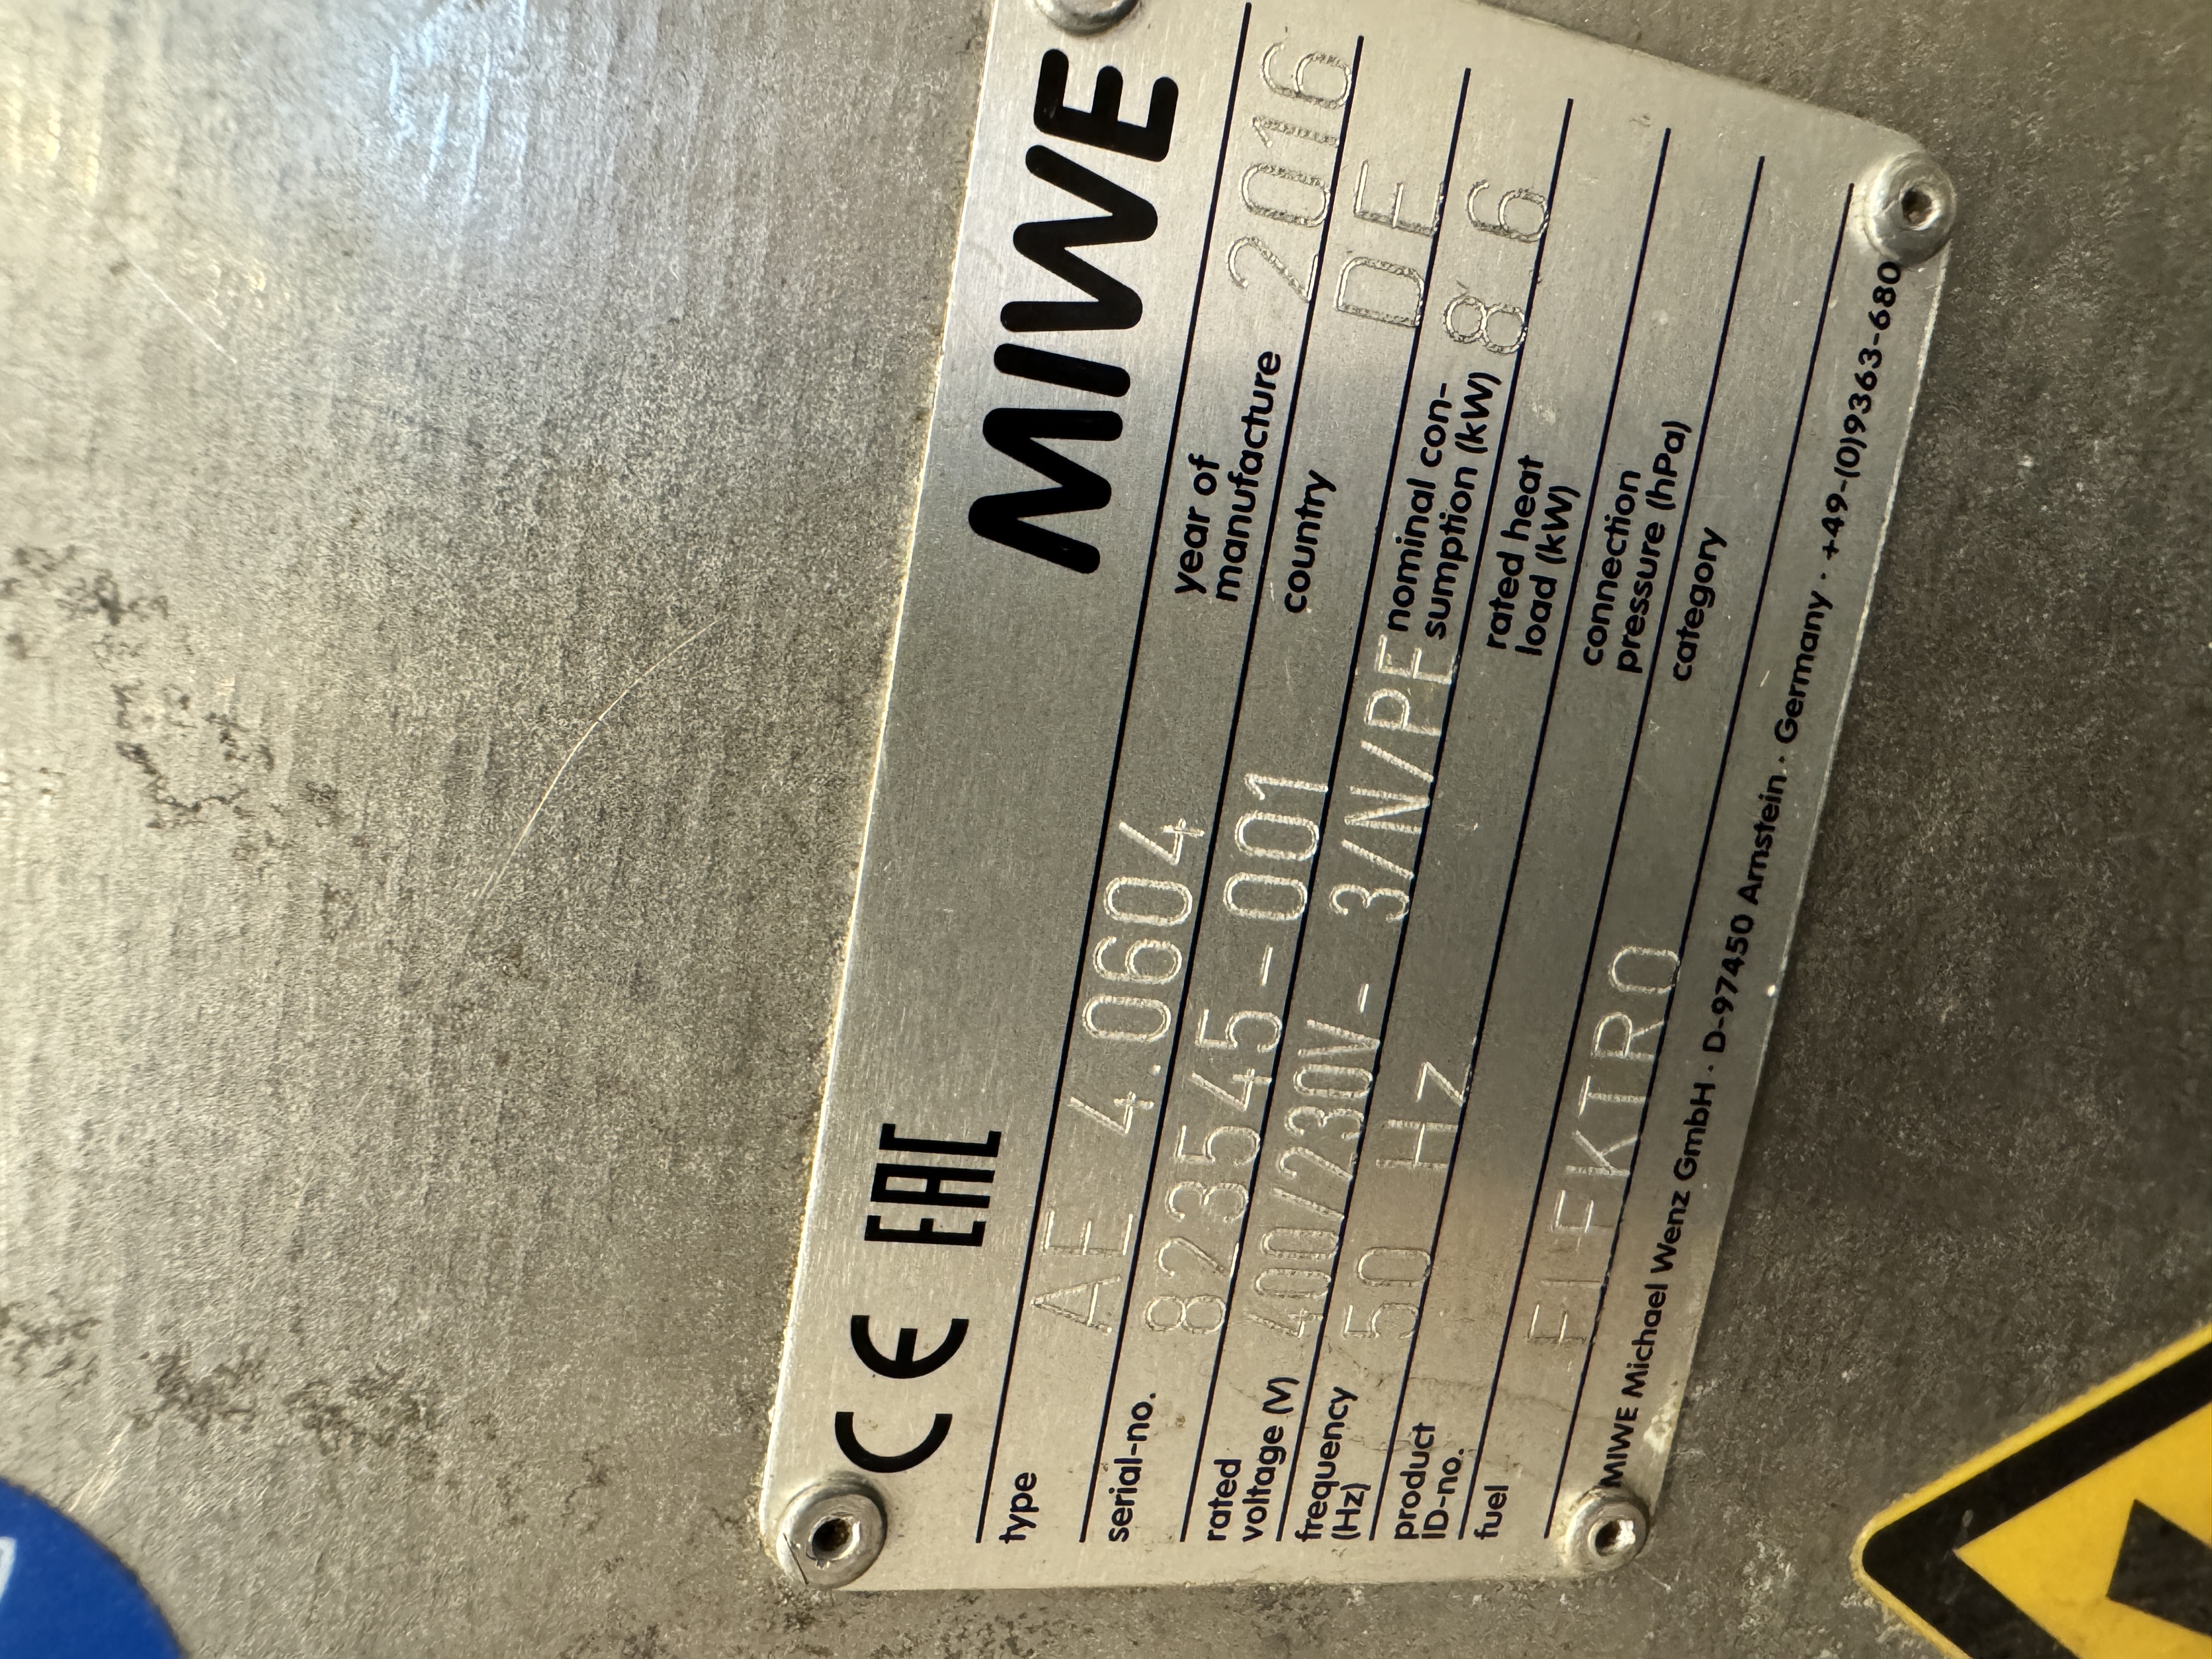 CE EAC MIWE
type AE 4.0604 year of manufacture 2016
serial-no. 823545-001 country DE
rated voltage (V) 400/230V- 3/N/PE nominal con-sumption (kW) 8.6
frequency (Hz) 50 Hz rated heat load (kW)
product ID-no. connection pressure (hPa)
fuel ELEKTRO category
MIWE Michael Wenz GmbH · D-97450 Arnstein · Germany · +49-(0)9363-680